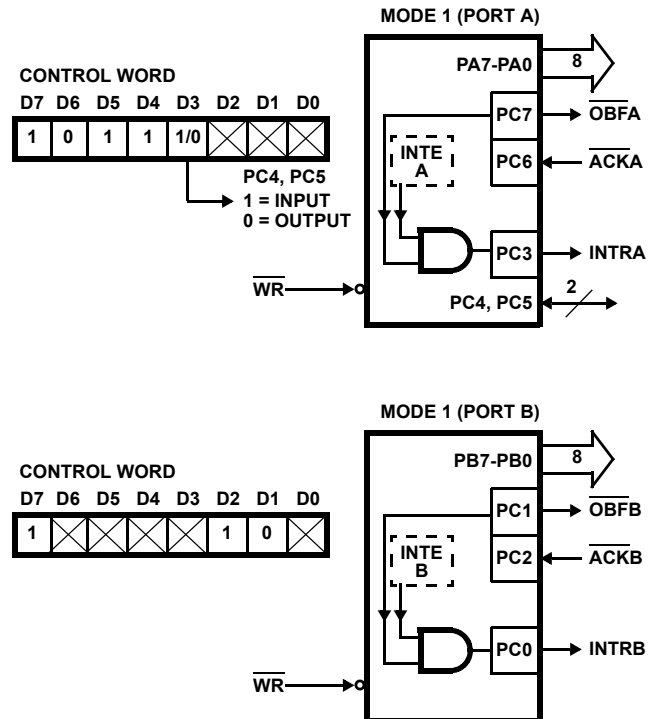 MODE 1 (PORT A)
CONTROL WORD
D7 D6 D5 D4 D3 D2 D1 D0
1 0 1 1 1/0
PC4, PC5
1 = INPUT
0 = OUTPUT
PA7-PA0
8
PC7
OBFA
INTE
A
PC6
ACKA
PC3
INTRA
WR
PC4, PC5
2
MODE 1 (PORT B)
CONTROL WORD
D7 D6 D5 D4 D3 D2 D1 D0
1 1 0
PB7-PB0
8
PC1
OBFB
INTE
B
PC2
ACKB
PC0
INTRB
WR